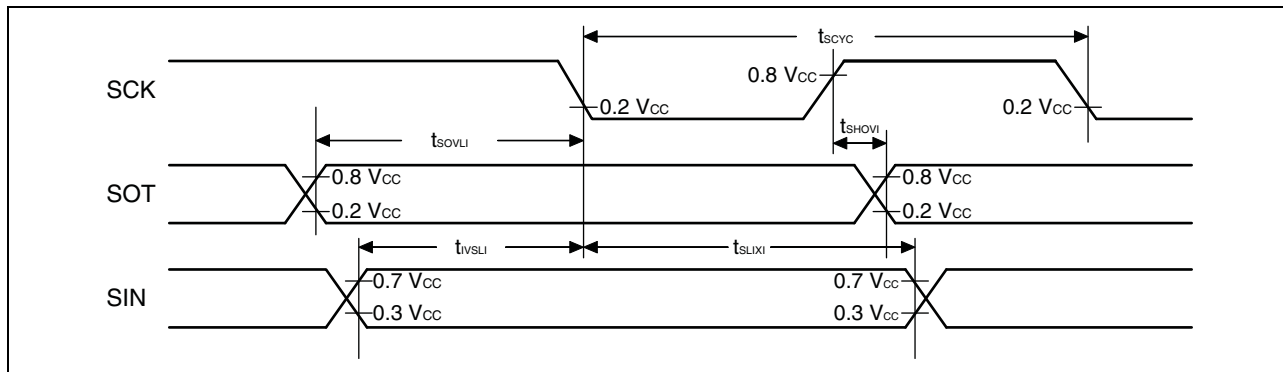 tSCYC
SCK
0.8 VCC
0.2 VCC
0.2 VCC
tSOVLI
tSHOVI
SOT
0.8 VCC
0.2 VCC
0.8 VCC
0.2 VCC
tIVSLI
tSLIXI
SIN
0.7 VCC
0.3 VCC
0.7 VCC
0.3 VCC